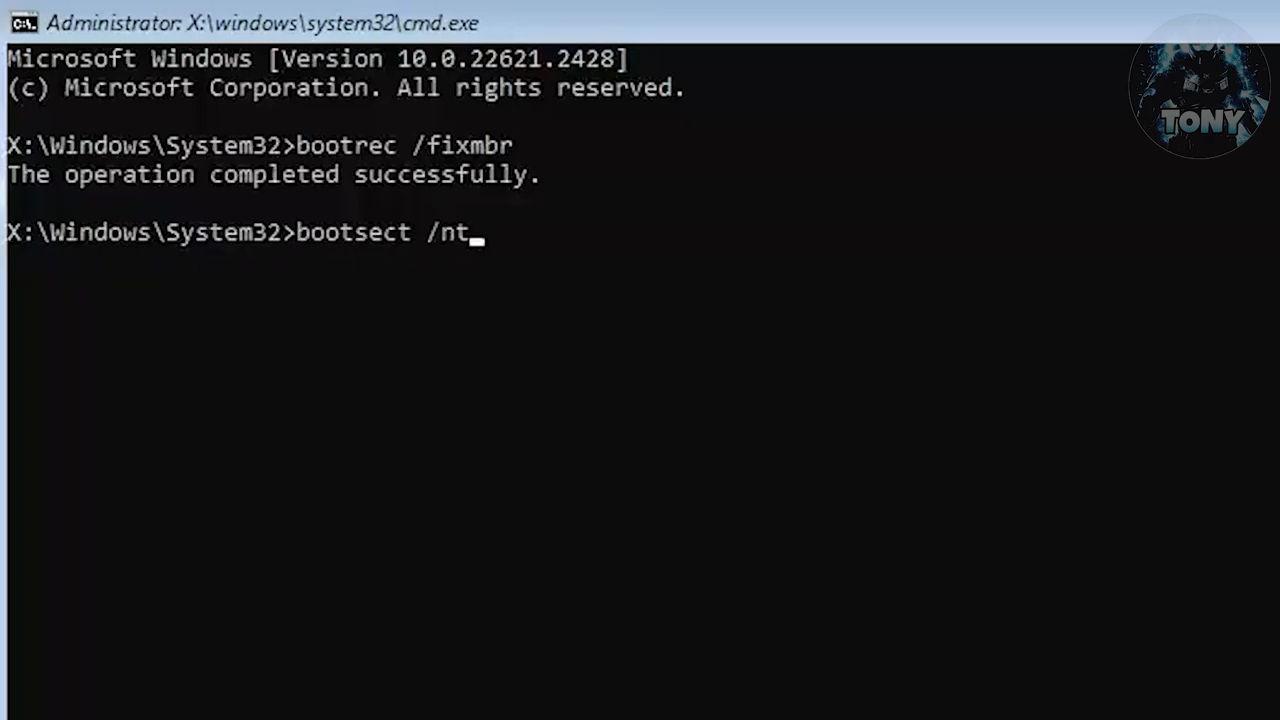 Administrator: X:\windows\system32\cmd.exe
Microsoft Windows [Version 10.0.22621.2428]
(c) Microsoft Corporation. All rights reserved.
X:\Windows\System32>bootrec /fixmbr
The operation completed successfully.
X:\Windows\System32>bootsect /nt
TONY